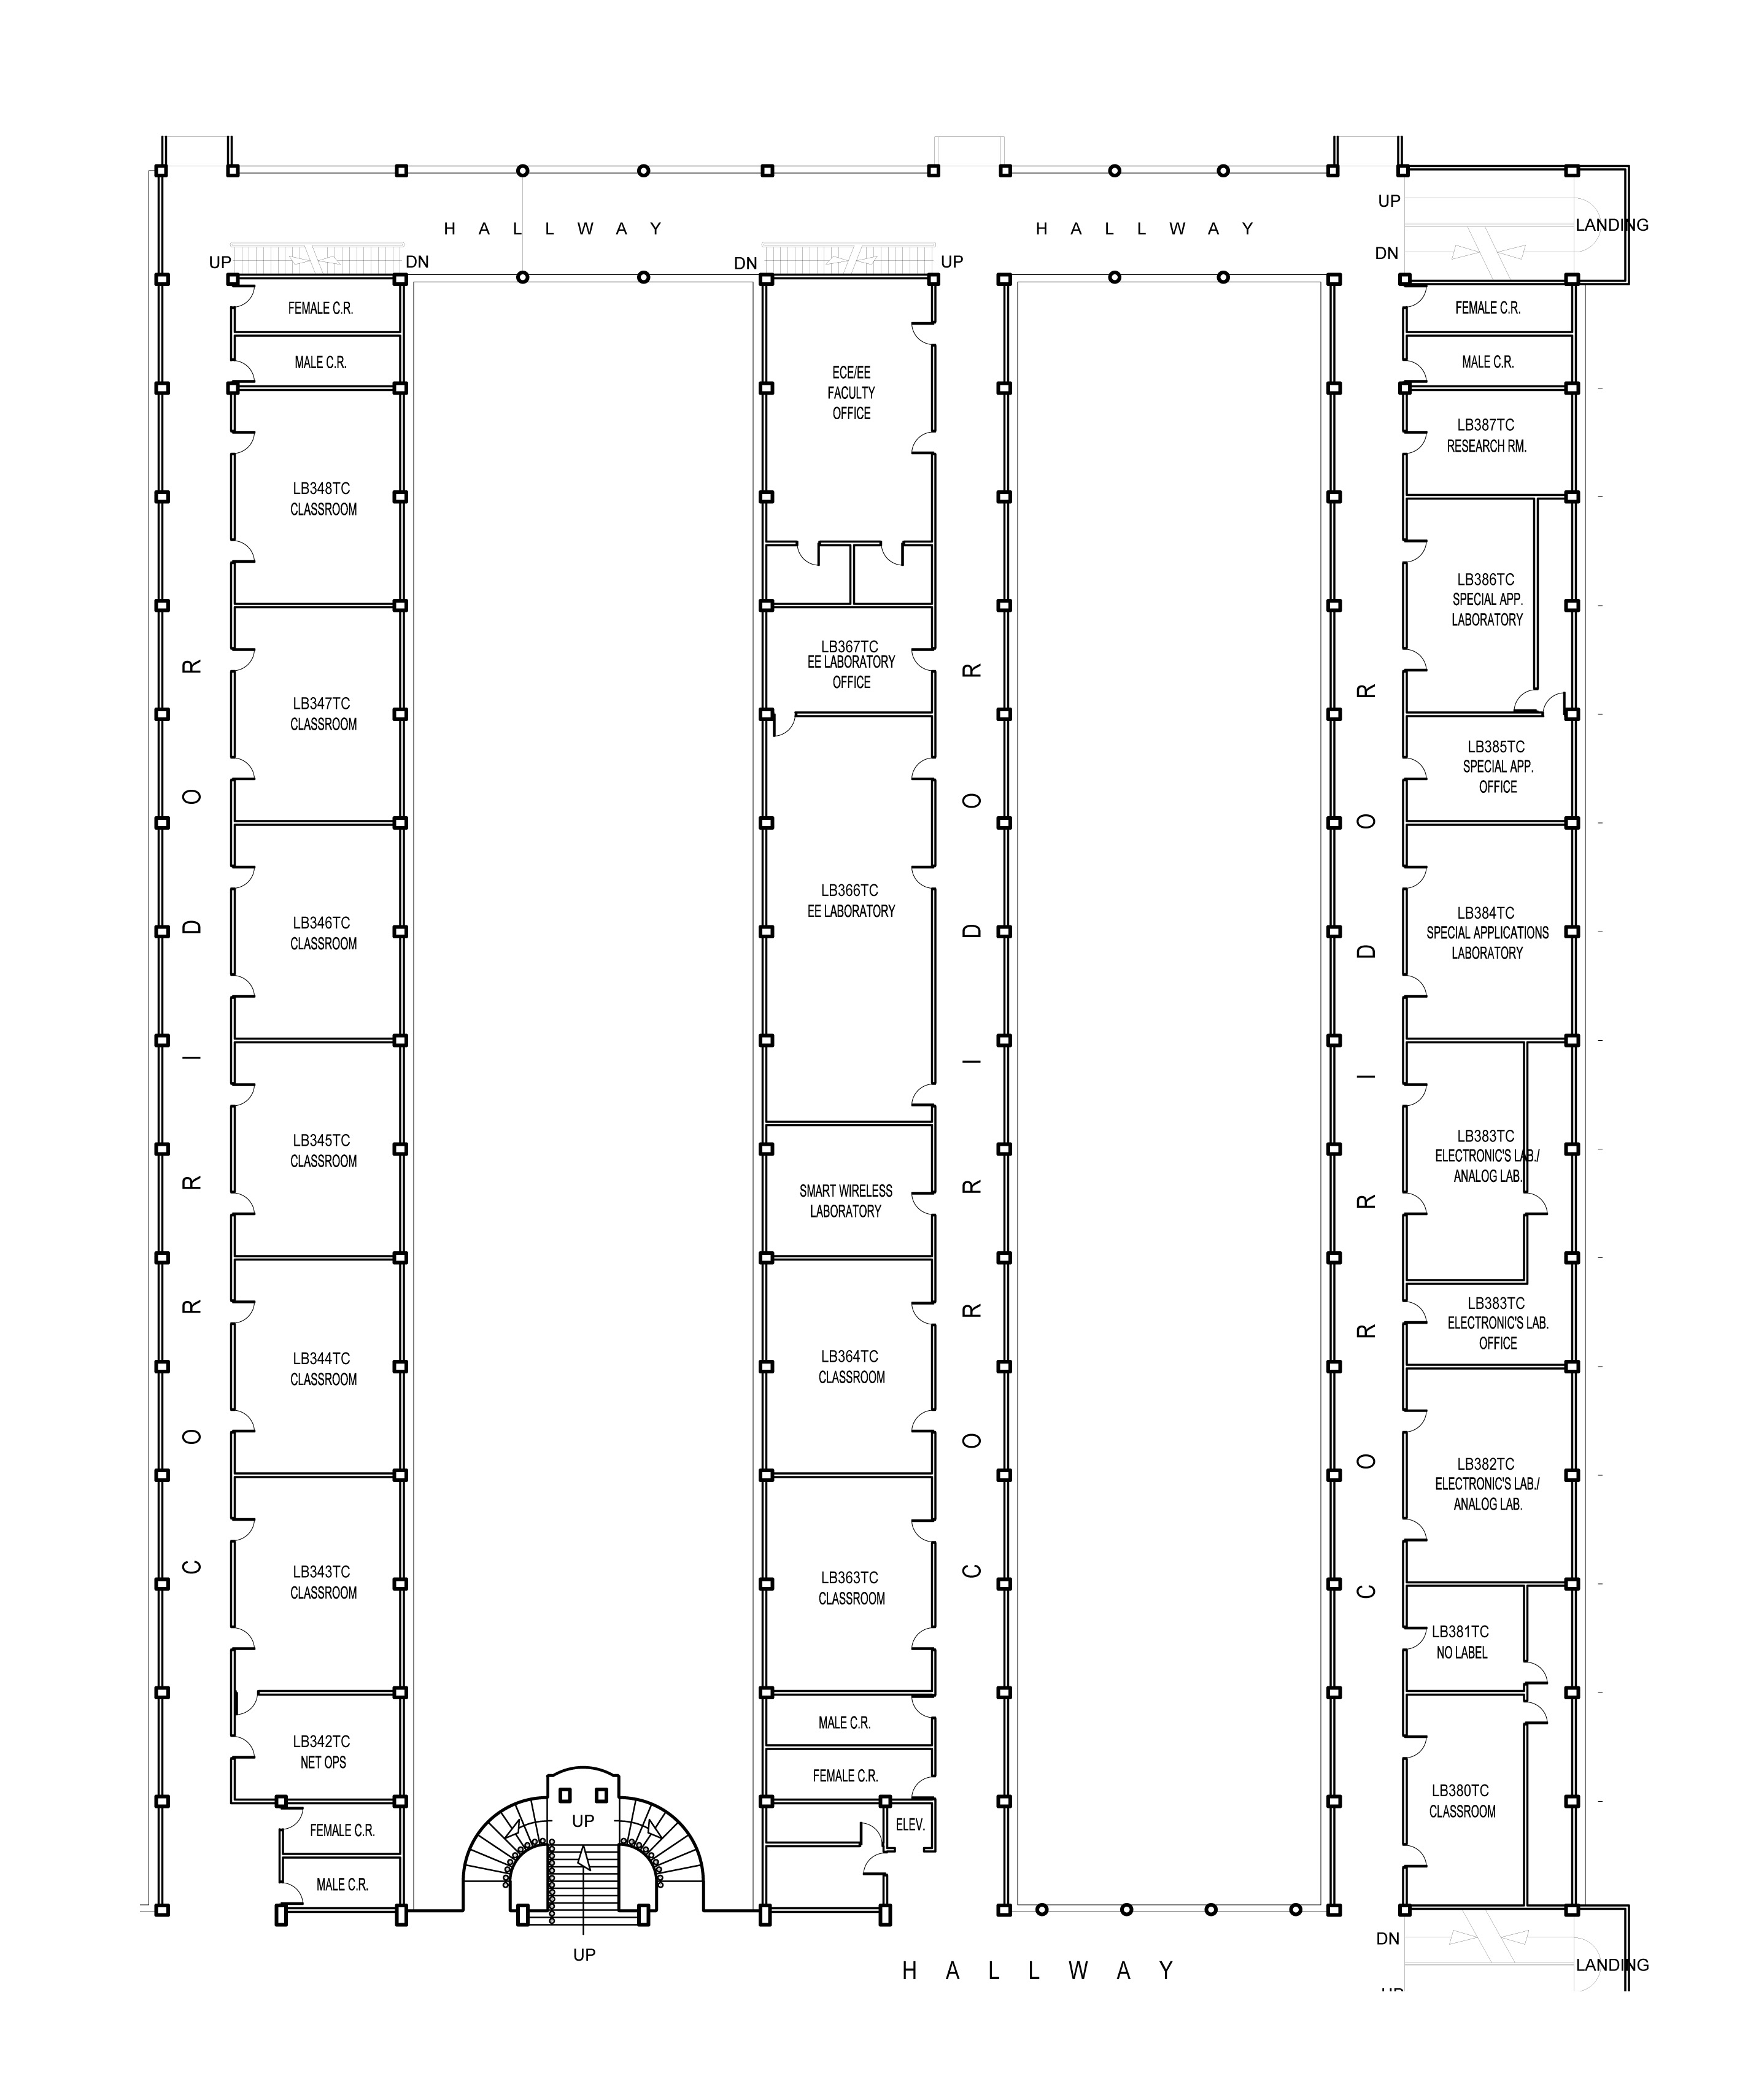 UP
LANDING
H A L L W A Y
H A L L W A Y
DN
UP
DN
DN
UP
FEMALE C.R.
MALE C.R.
LB348TC
CLASSROOM
LB347TC
CLASSROOM
LB346TC
CLASSROOM
LB345TC
CLASSROOM
LB344TC
CLASSROOM
LB343TC
CLASSROOM
LB342TC
NET OPS
FEMALE C.R.
MALE C.R.
C O R R I D O R
UP
UP
ECE/EE
FACULTY
OFFICE
LB367TC
EE LABORATORY
OFFICE
LB366TC
EE LABORATORY
SMART WIRELESS
LABORATORY
LB364TC
CLASSROOM
LB363TC
CLASSROOM
MALE C.R.
FEMALE C.R.
ELEV.
C O R R I D O R
C O R R I D O R
FEMALE C.R.
MALE C.R.
LB387TC
RESEARCH RM.
LB386TC
SPECIAL APP.
LABORATORY
LB385TC
SPECIAL APP.
OFFICE
LB384TC
SPECIAL APPLICATIONS
LABORATORY
LB383TC
ELECTRONIC'S LAB./
ANALOG LAB.
LB383TC
ELECTRONIC'S LAB.
OFFICE
LB382TC
ELECTRONIC'S LAB./
ANALOG LAB.
LB381TC
NO LABEL
LB380TC
CLASSROOM
DN
LANDING
H A L L W A Y